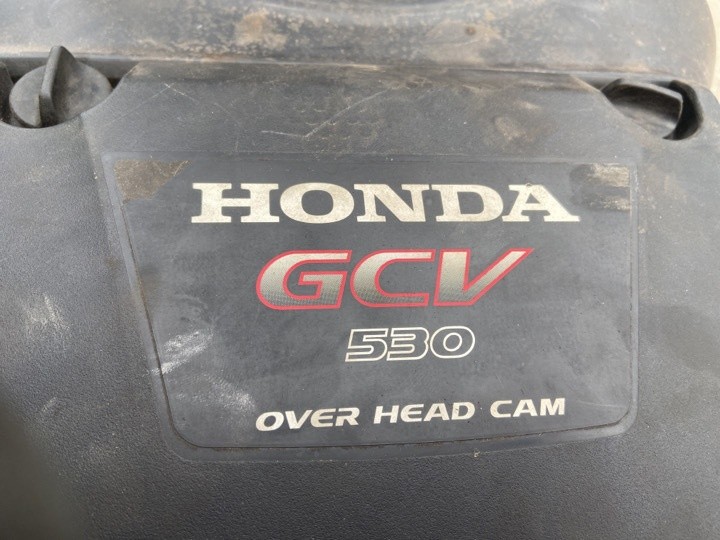 HONDA
GCV
530
OVER HEAD CAM